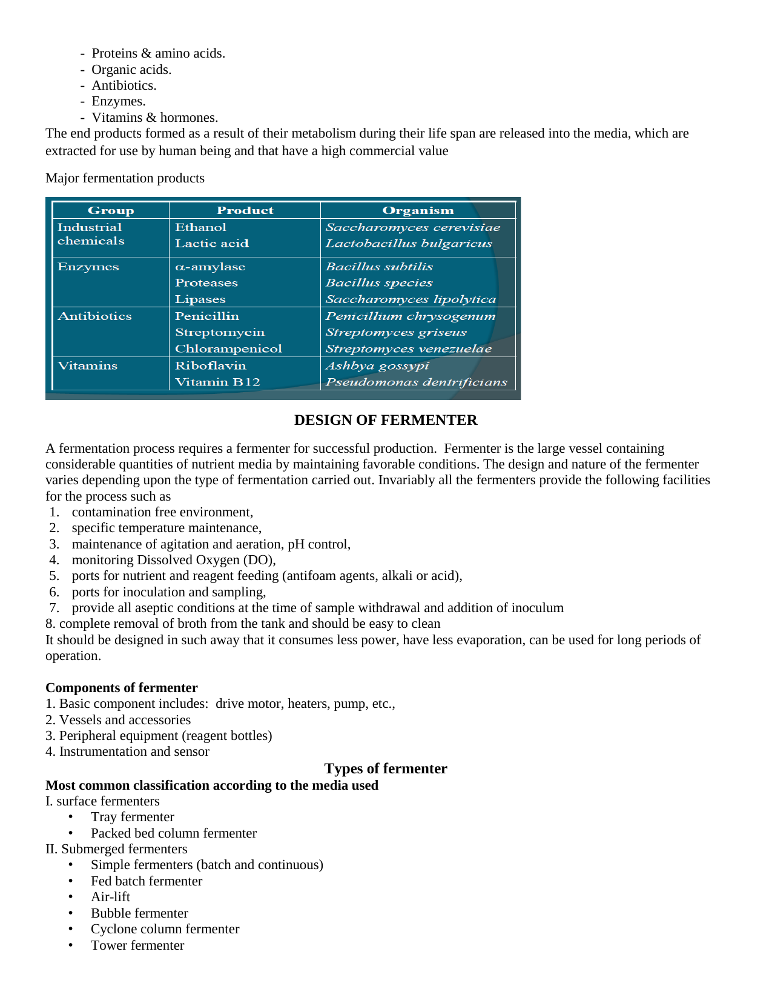 - Proteins & amino acids.
- Organic acids.
- Antibiotics.
- Enzymes.
- Vitamins & hormones.
The end products formed as a result of their metabolism during their life span are released into the media, which are
extracted for use by human being and that have a high commercial value
Major fermentation products
Group Product Organism
Industrial Ethanol Saccharomyces cerevisiae
chemicals Lactic acid Lactobacillus bulgaricus
Enzymes α-amylase Bacillus subtilis
Proteases Bacillus species
Lipases Saccharomyces lipolytica
Antibiotics Penicillin Penicillium chrysogenum
Streptomycin Streptomyces griseus
Chlorampenicol Streptomyces venezuelae
Vitamins Riboflavin Ashbya gossypi
Vitamin B12 Pseudomonas dentrificians
DESIGN OF FERMENTER
A fermentation process requires a fermenter for successful production.  Fermenter is the large vessel containing
considerable quantities of nutrient media by maintaining favorable conditions. The design and nature of the fermenter
varies depending upon the type of fermentation carried out. Invariably all the fermenters provide the following facilities
for the process such as
1. contamination free environment,
2. specific temperature maintenance,
3. maintenance of agitation and aeration, pH control,
4. monitoring Dissolved Oxygen (DO),
5. ports for nutrient and reagent feeding (antifoam agents, alkali or acid),
6. ports for inoculation and sampling,
7. provide all aseptic conditions at the time of sample withdrawal and addition of inoculum
8. complete removal of broth from the tank and should be easy to clean
It should be designed in such away that it consumes less power, have less evaporation, can be used for long periods of
operation.
Components of fermenter
1. Basic component includes:  drive motor, heaters, pump, etc.,
2. Vessels and accessories
3. Peripheral equipment (reagent bottles)
4. Instrumentation and sensor
Types of fermenter
Most common classification according to the media used
I. surface fermenters
• Tray fermenter
• Packed bed column fermenter
II. Submerged fermenters
• Simple fermenters (batch and continuous)
• Fed batch fermenter
• Air-lift
• Bubble fermenter
• Cyclone column fermenter
• Tower fermenter